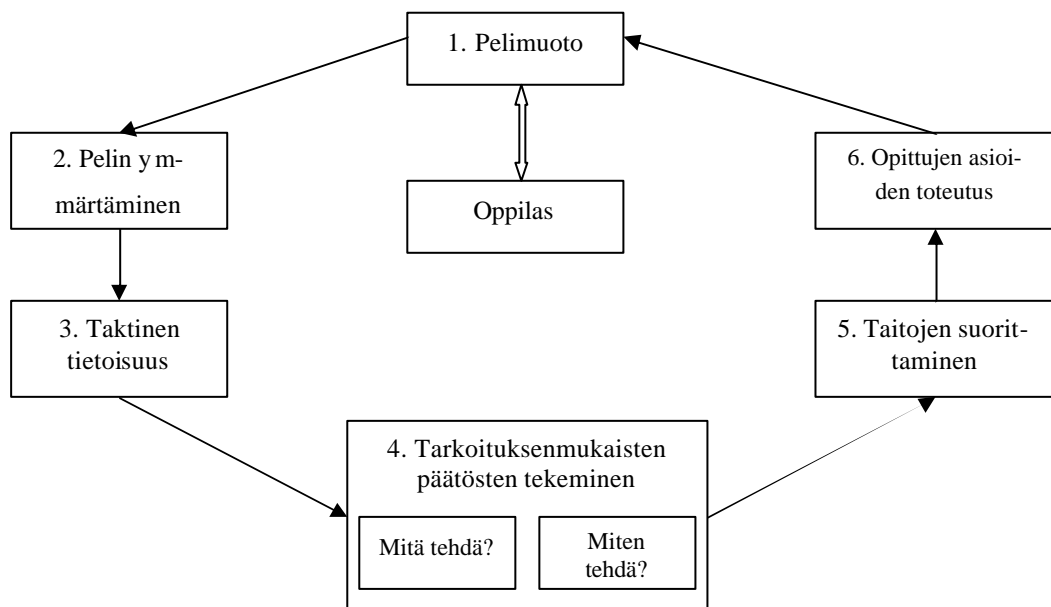 1. Pelimuoto
2. Pelin ym-
märtäminen
Oppilas
6. Opittujen asioi-
den toteutus
3. Taktinen
tietoisuus
5. Taitojen suorit-
taminen
4. Tarkoituksenmukaisten
päätösten tekeminen
Mitä tehdä?
Miten
tehdä?